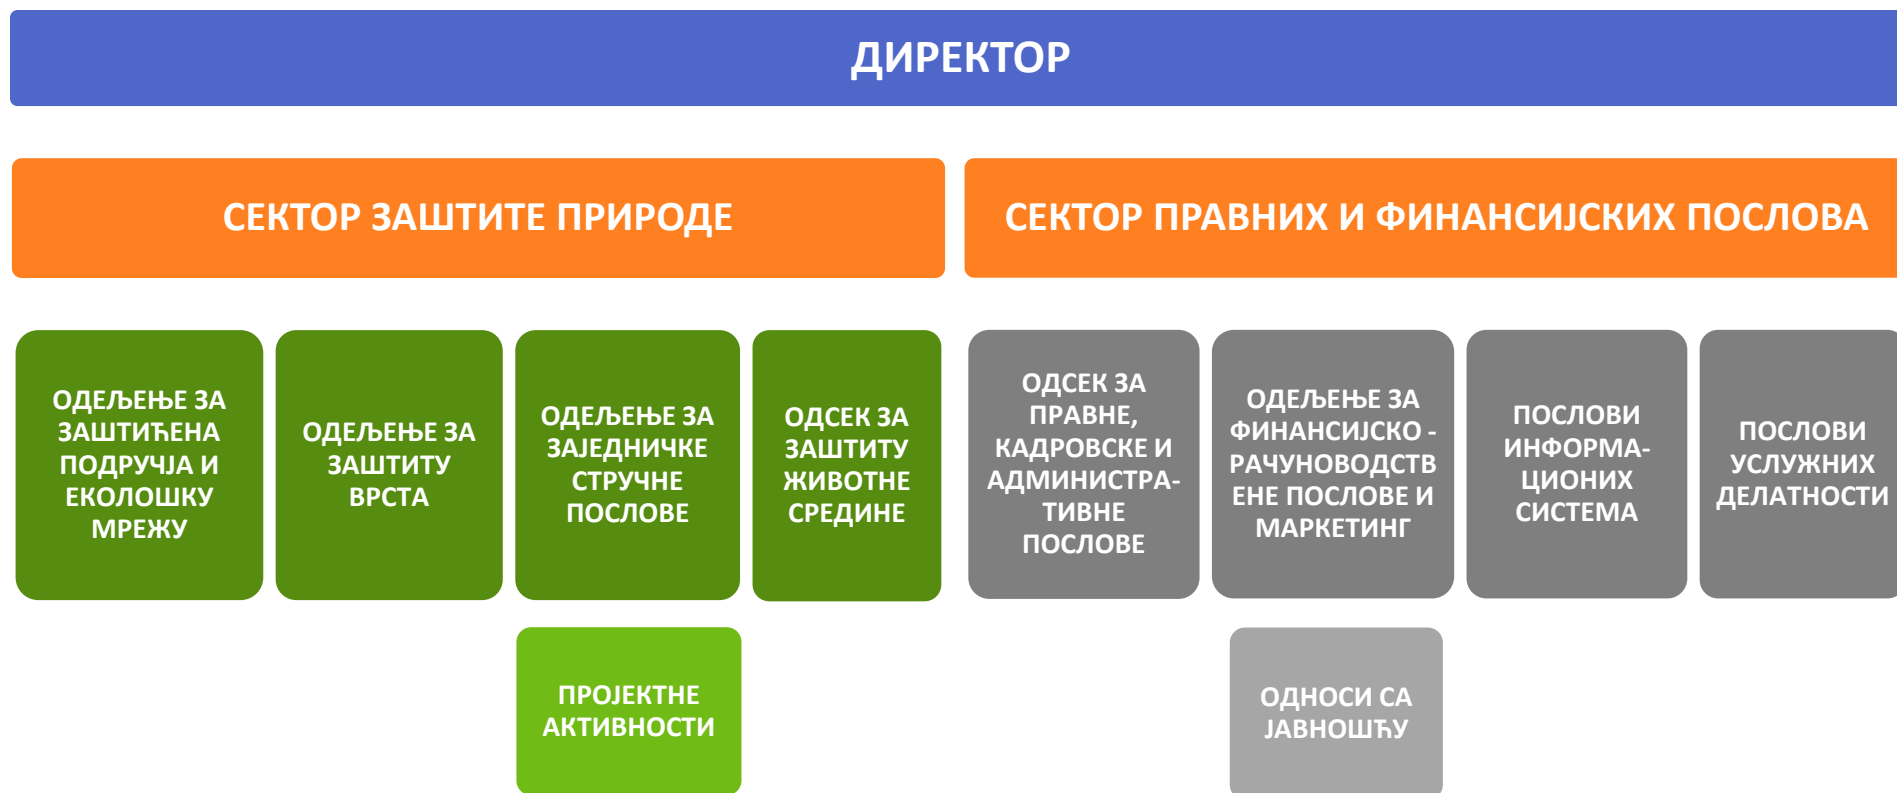 ДИРЕКТОР
СЕКТОР ЗАШТИТЕ ПРИРОДЕ
СЕКТОР ПРАВНИХ И ФИНАНСИЈСКИХ ПОСЛОВА
ОДЕЉЕЊЕ ЗА
ЗАШТИЋЕНА
ПОДРУЧЈА И
ЕКОЛОШКУ
МРЕЖУ
ОДЕЉЕЊЕ ЗА
ЗАШТИТУ
ВРСТА
ОДЕЉЕЊЕ ЗА
ЗАЈЕДНИЧКЕ
СТРУЧНЕ
ПОСЛОВЕ
ОДСЕК ЗА
ЗАШТИТУ
ЖИВОТНЕ
СРЕДИНЕ
ОДСЕК ЗА
ПРАВНЕ,
КАДРОВСКЕ И
АДМИНИСТРА-
ТИВНЕ
ПОСЛОВЕ
ОДЕЉЕЊЕ ЗА
ФИНАНСИЈСКО -
РАЧУНОВОДСТВ
ЕНЕ ПОСЛОВЕ И
МАРКЕТИНГ
ПОСЛОВИ
ИНФОРМА-
ЦИОНИХ
СИСТЕМА
ПОСЛОВИ
УСЛУЖНИХ
ДЕЛАТНОСТИ
ПРОЈЕКТНЕ
АКТИВНОСТИ
ОДНОСИ СА
ЈАВНОШЋУ